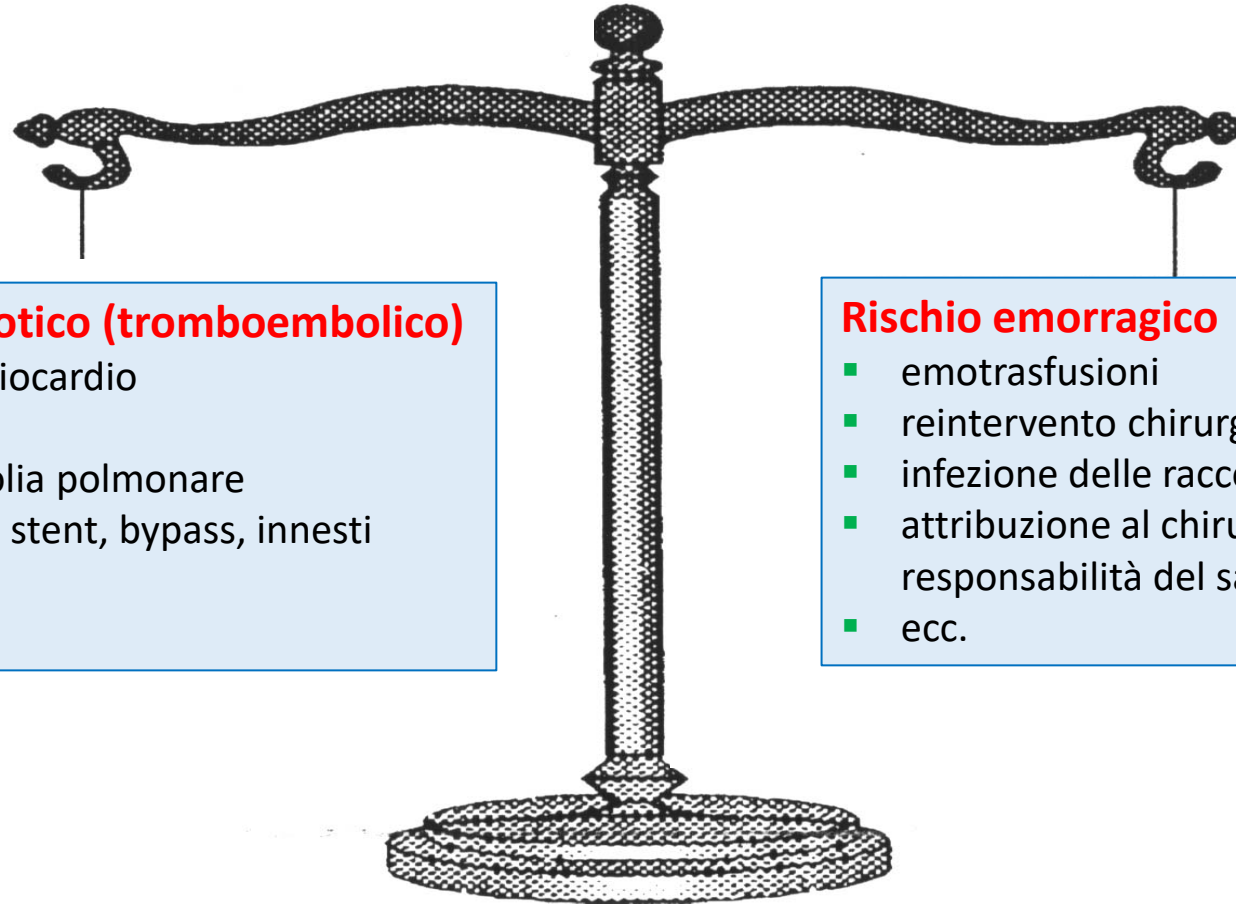 otico (tromboembolico)
iocardio
olia polmonare
stent, bypass, innesti
Rischio emorragico
▪ emotrasfusioni
▪ reintervento chirurg
▪ infezione delle racco
▪ attribuzione al chiru
responsabilità del sa
▪ ecc.